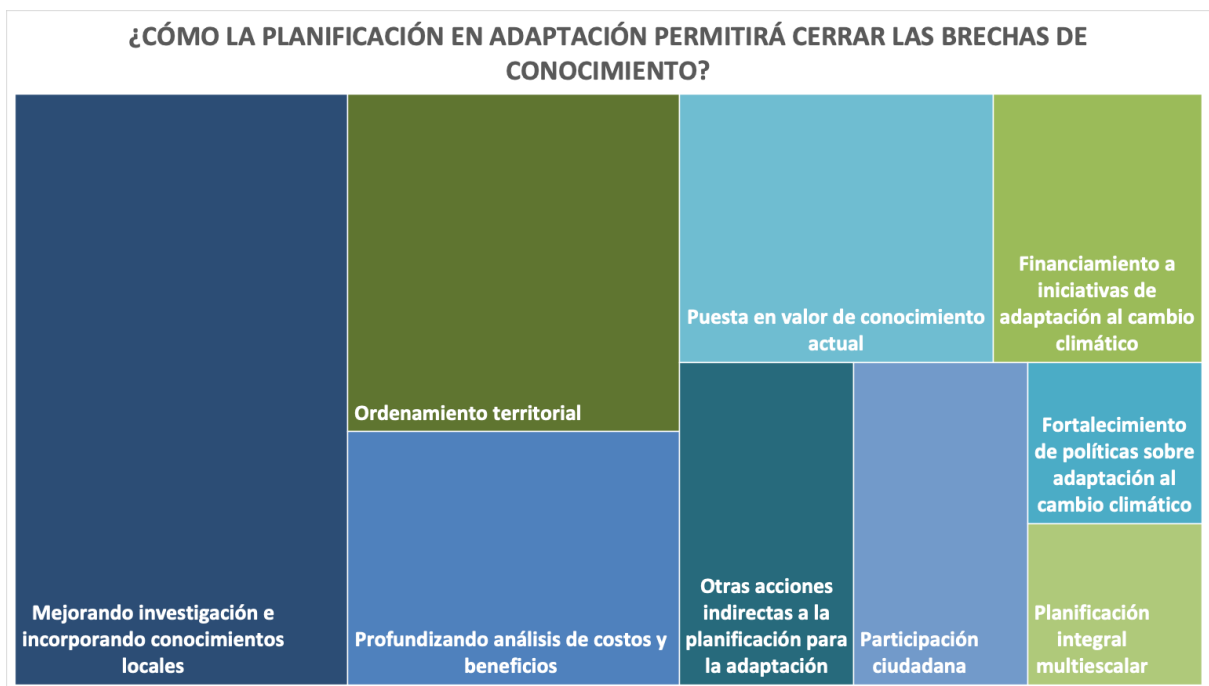 ¿CÓMO LA PLANIFICACIÓN EN ADAPTACIÓN PERMITIRÁ CERRAR LAS BRECHAS DE
CONOCIMIENTO?
Mejorando investigación e
incorporando conocimientos
locales
Ordenamiento territorial
Profundizando análisis de costos y
beneficios
Puesta en valor de conocimiento
actual
Financiamiento a
iniciativas de
adaptación al cambio
climático
Otras acciones
indirectas a la
planificación para
la adaptación
Participación
ciudadana
Fortalecimiento
de políticas sobre
adaptación al
cambio climático
Planificación
integral
multiescalar